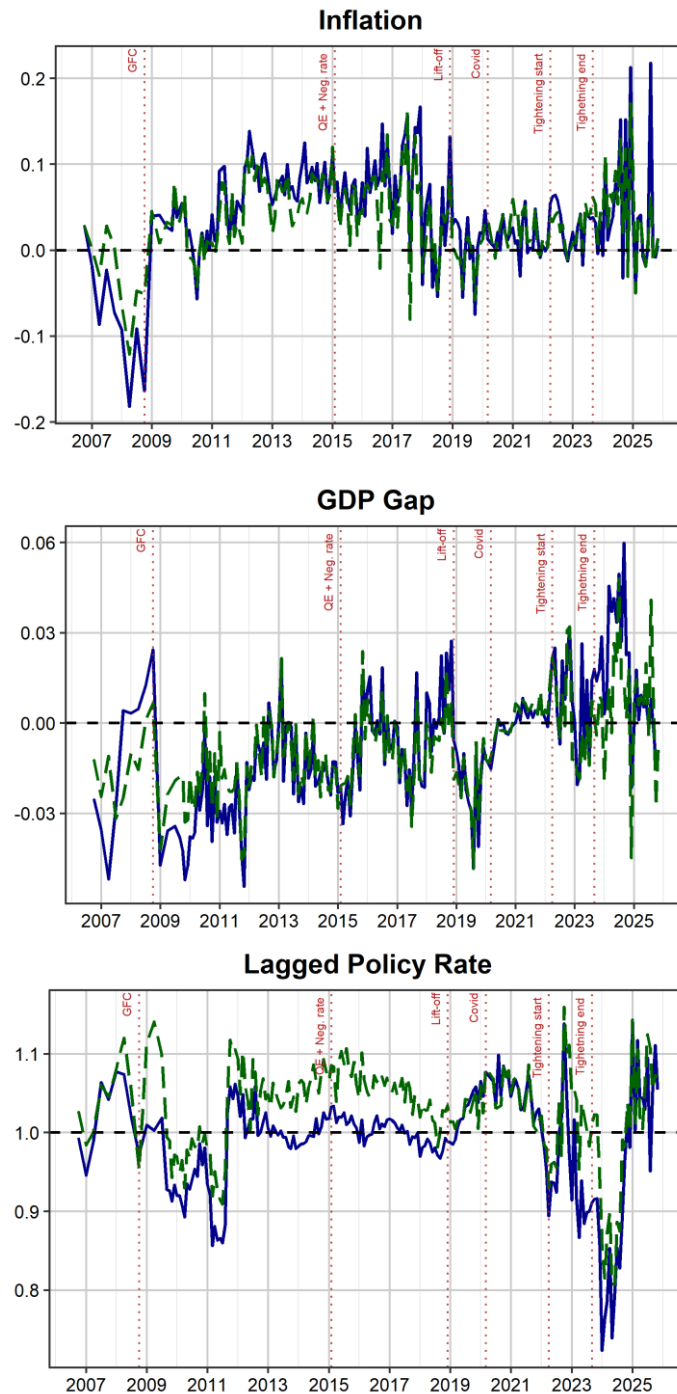 Inflation
GFC
QE + Neg. rate
Lift-off
Covid
Tightening start
Tighetning end
0.2
0.1
0.0
-0.1
-0.2
2007 2009 2011 2013 2015 2017 2019 2021 2023 2025
GDP Gap
GFC
QE + Neg. rate
Lift-off
Covid
Tightening start
Tighetning end
0.06
0.03
0.00
-0.03
2007 2009 2011 2013 2015 2017 2019 2021 2023 2025
Lagged Policy Rate
GFC
QE + Neg. rate
Lift-off
Covid
Tightening start
Tighetning end
1.1
1.0
0.9
0.8
2007 2009 2011 2013 2015 2017 2019 2021 2023 2025